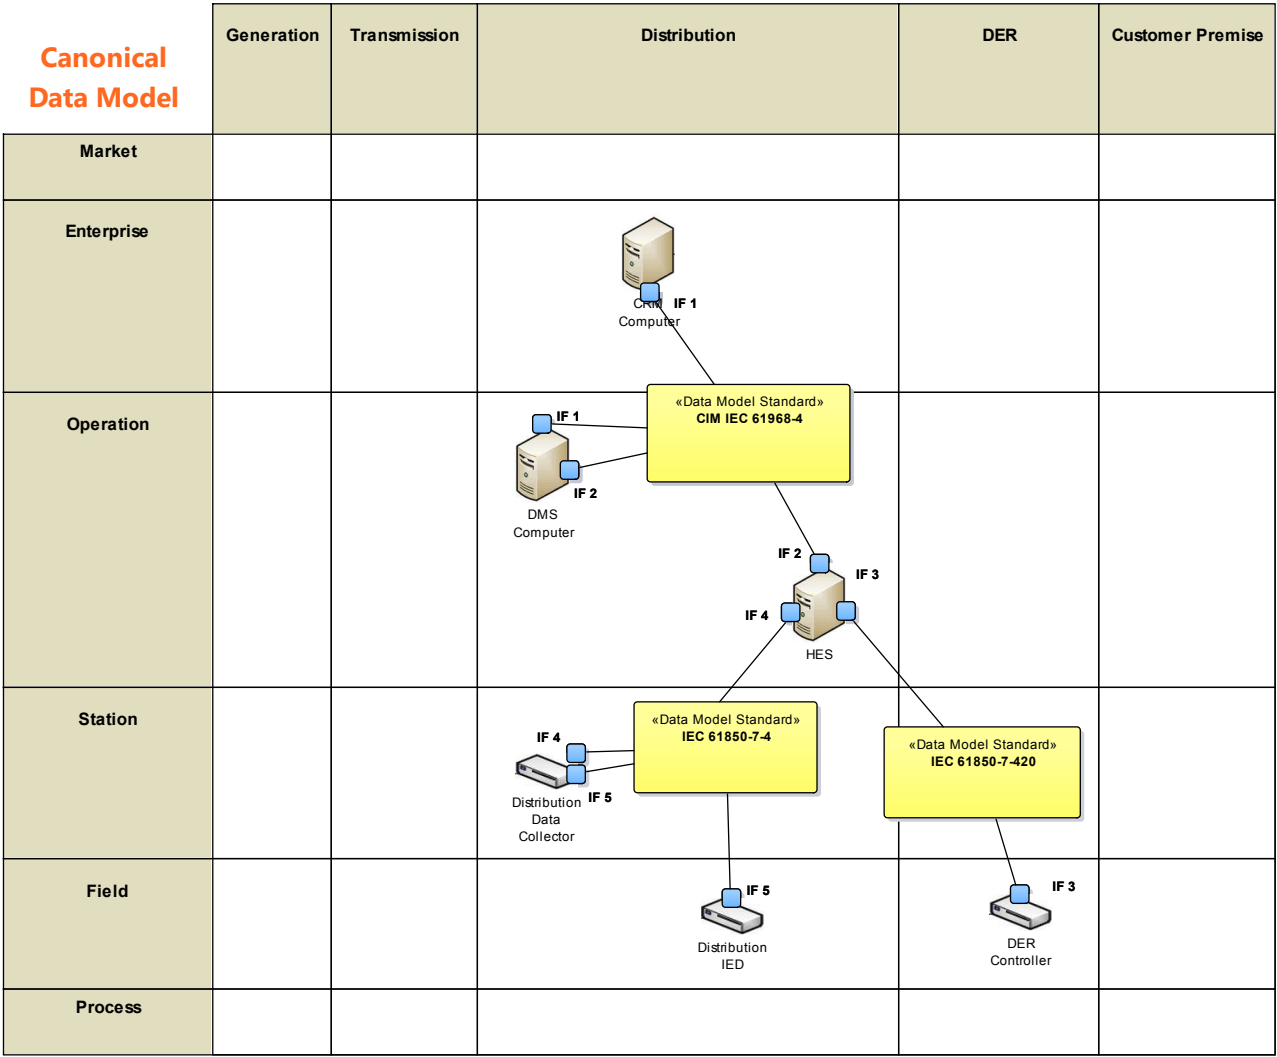 Canonical
Data Model
Generation
Transmission
Distribution
DER
Customer Premise
Market
Enterprise
IF 1
CRM
Computer
Operation
«Data Model Standard»
CIM IEC 61968-4
IF 1
IF 2
DMS
Computer
IF 2
IF 3
IF 4
HES
Station
«Data Model Standard»
IEC 61850-7-4
«Data Model Standard»
IEC 61850-7-420
IF 4
IF 5
Distribution
Data
Collector
Field
IF 5
Distribution
IED
IF 3
DER
Controller
Process